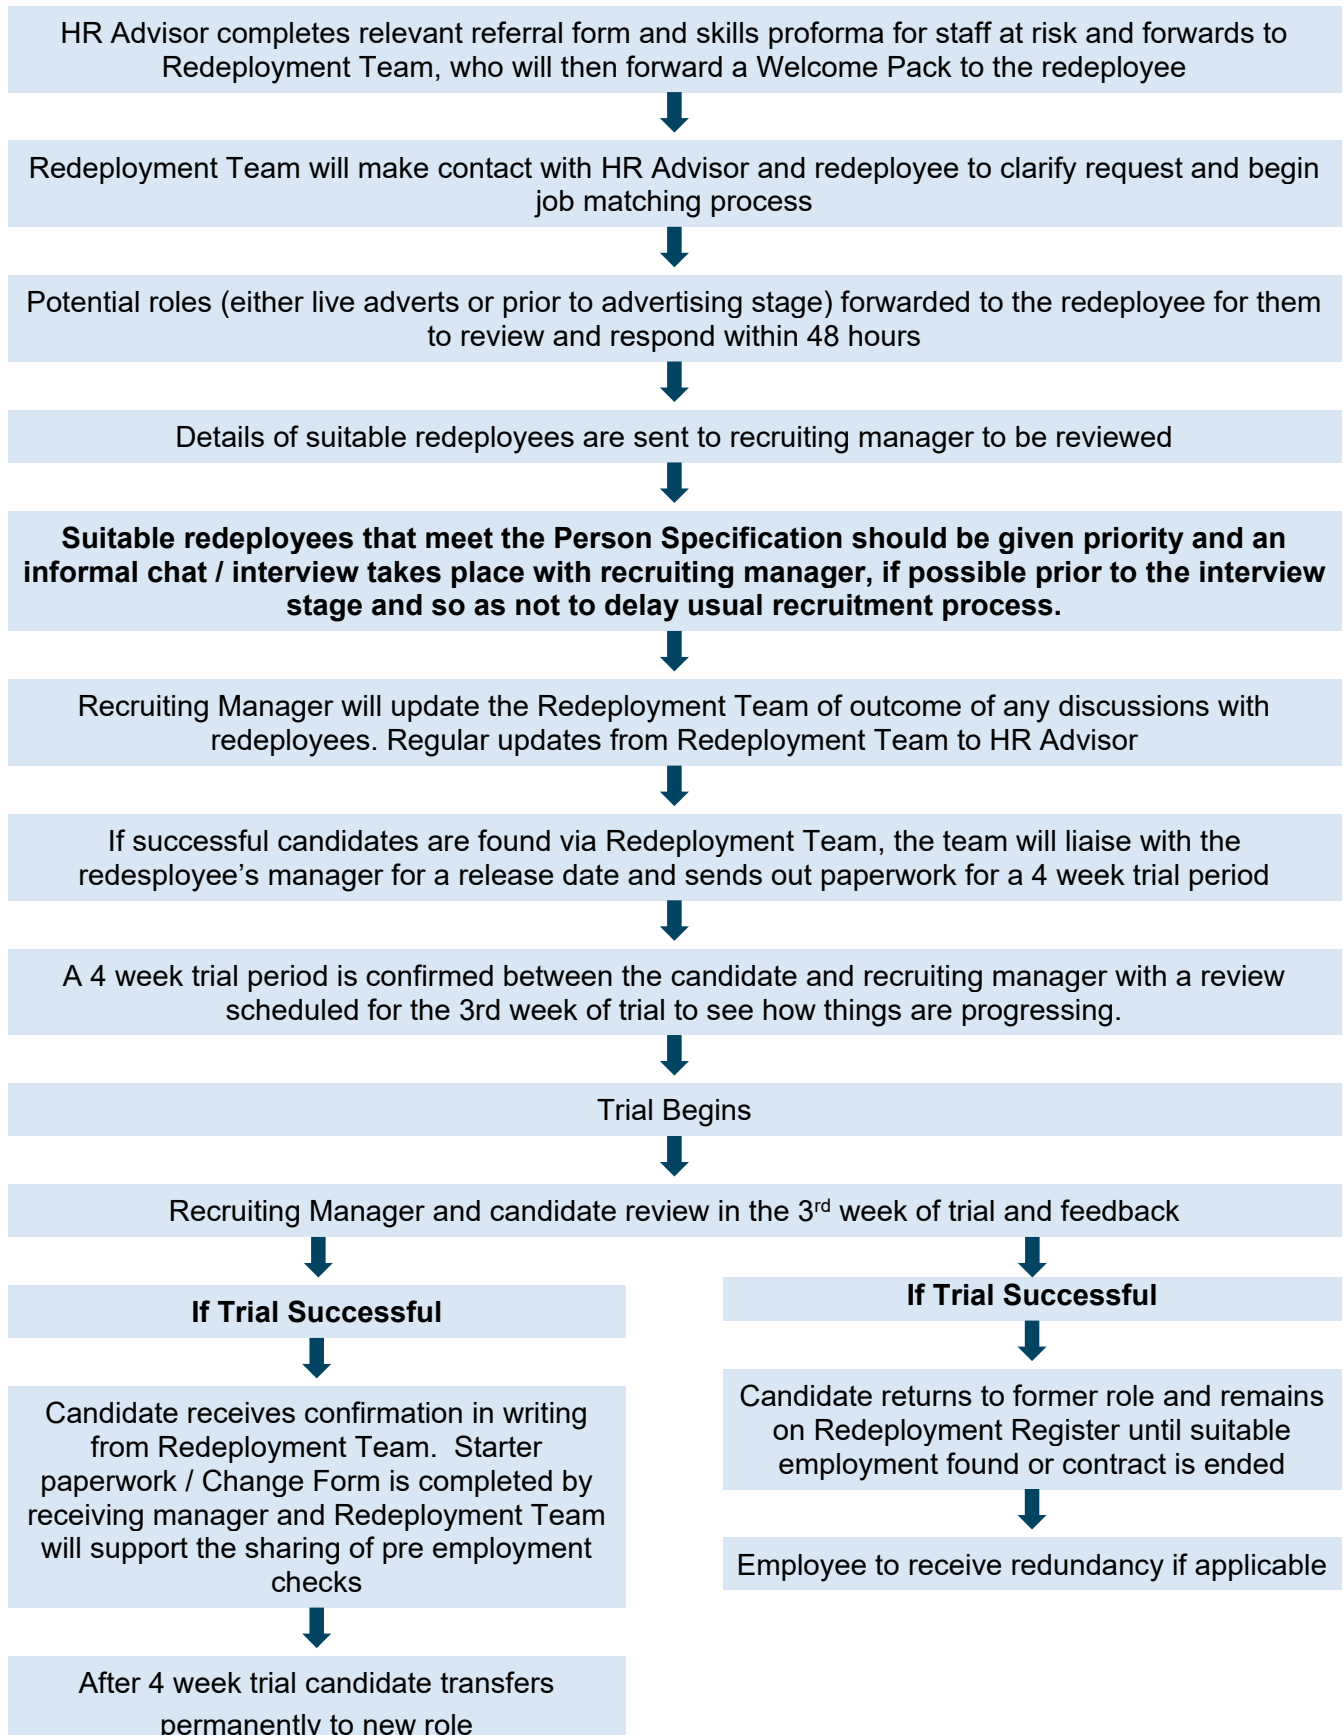 HR Advisor completes relevant referral form and skills proforma for staff at risk and forwards to
Redeployment Team, who will then forward a Welcome Pack to the redeployee
Redeployment Team will make contact with HR Advisor and redeployee to clarify request and begin
job matching process
Potential roles (either live adverts or prior to advertising stage) forwarded to the redeployee for them
to review and respond within 48 hours
Details of suitable redeployees are sent to recruiting manager to be reviewed
Suitable redeployees that meet the Person Specification should be given priority and an
informal chat / interview takes place with recruiting manager, if possible prior to the interview
stage and so as not to delay usual recruitment process.
Recruiting Manager will update the Redeployment Team of outcome of any discussions with
redeployees. Regular updates from Redeployment Team to HR Advisor
If successful candidates are found via Redeployment Team, the team will liaise with the
redesployee's manager for a release date and sends out paperwork for a 4 week trial period
A 4 week trial period is confirmed between the candidate and recruiting manager with a review
scheduled for the 3rd week of trial to see how things are progressing.
Trial Begins
Recruiting Manager and candidate review in the 3rd week of trial and feedback
If Trial Successful
Candidate receives confirmation in writing
from Redeployment Team.  Starter
paperwork / Change Form is completed by
receiving manager and Redeployment Team
will support the sharing of pre employment
checks
After 4 week trial candidate transfers
permanently to new role
If Trial Successful
Candidate returns to former role and remains
on Redeployment Register until suitable
employment found or contract is ended
Employee to receive redundancy if applicable